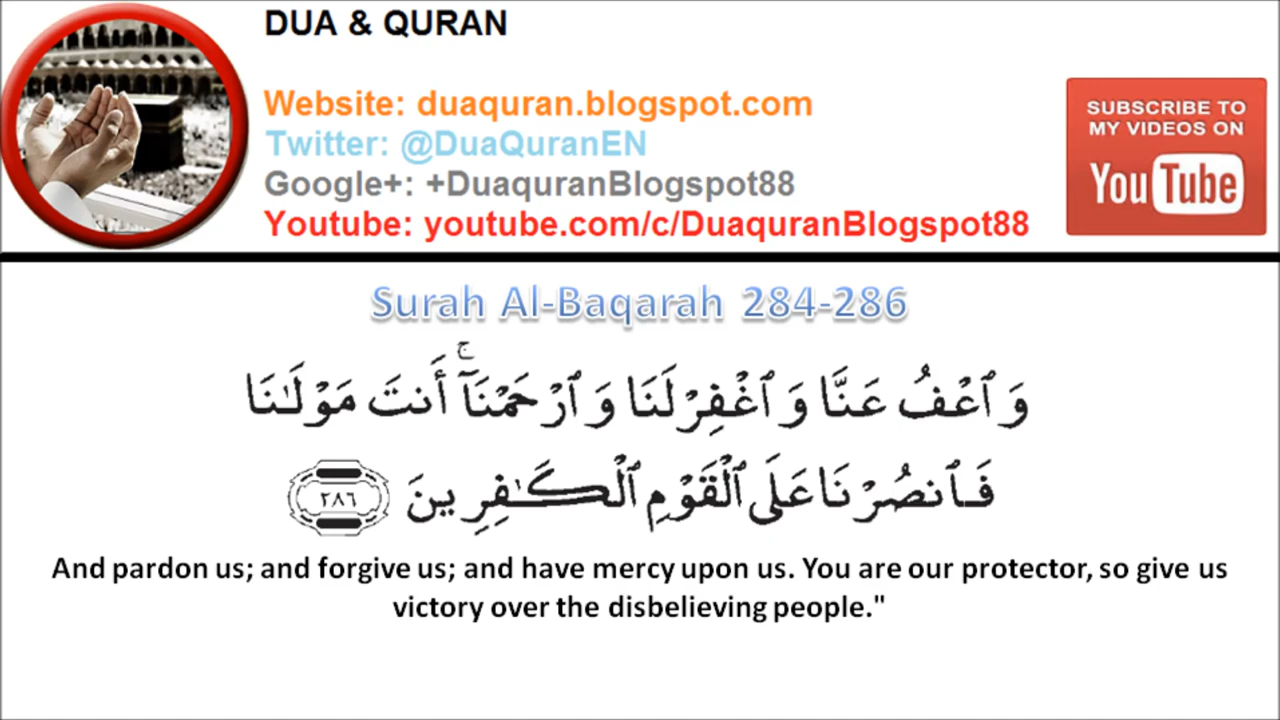 DUA & QURAN
Website: duaquran.blogspot.com
Twitter: @DuaQuranEN
Google+: +DuaquranBlogspot88
Youtube: youtube.com/c/DuaquranBlogspot88
SUBSCRIBE TO
MY VIDEOS ON
YouTube
Surah Al-Baqarah 284-286
وَٱعْفُ عَنَّا وَٱغْفِرْ لَنَا وَٱرْحَمْنَآ ۚ أَنتَ مَوْلَىٰنَا
فَٱنصُرْنَا عَلَى ٱلْقَوْمِ ٱلْكَـٰفِرِينَ ٢٨٦
And pardon us; and forgive us; and have mercy upon us. You are our protector, so give us
victory over the disbelieving people."